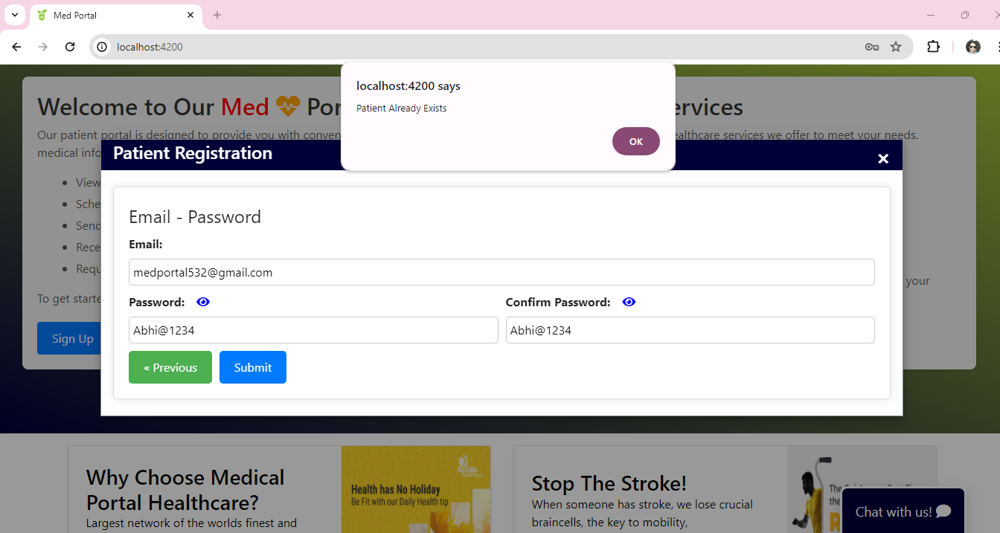 Med Portal
localhost:4200
localhost:4200 says
Patient Already Exists
OK
Welcome to Our Med Por
ervices
Our patient portal is designed to provide you with conven
ealthcare services we offer to meet your needs.
medical info
Patient Registration
View
Sche
Send
Rece
Requ
your
To get starte
Sign Up
Email - Password
Email:
medportal532@gmail.com
Password:
Confirm Password:
Abhi@1234
Abhi@1234
« Previous
Submit
Why Choose Medical
Portal Healthcare?
Largest network of the worlds finest and
Apollo
HOSPITALS
Health has No Holiday
Be Fit with our Daily Health tip
Stop The Stroke!
When someone has stroke, we lose crucial
braincells, the key to mobility,
The
the
Chat with us!